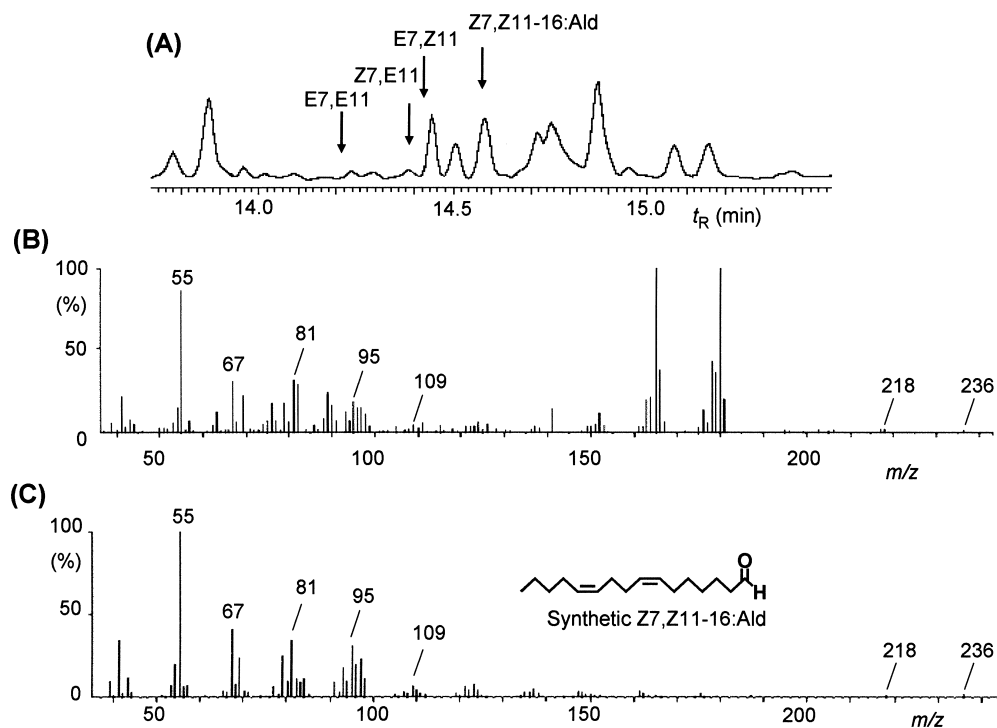 (A)
Z7,Z11-16:Ald
E7,Z11
Z7,E11
E7,E11
14.0
14.5
15.0
tR (min)
(B)
100
(%)
50
0
55
67
81
95
109
218
236
50
100
150
200
m/z
(C)
100
(%)
50
0
55
67
81
95
109
218
236
O
H
Synthetic Z7,Z11-16:Ald
50
100
150
200
m/z